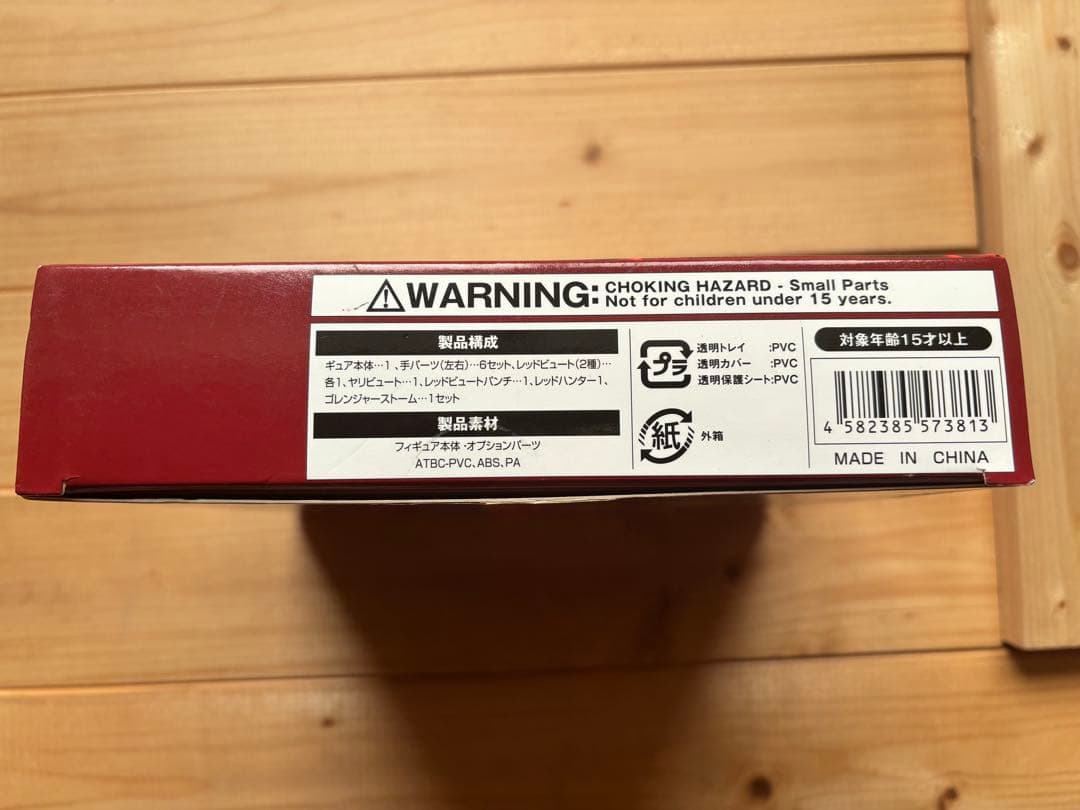 ⚠WARNING: CHOKING HAZARD - Small Parts
Not for children under 15 years.
製品構成
ギュア本体…1、手パーツ(左右)…6セット、レッドビュート(2種)…
各1、ヤリビュート…1、レッドビュートパンチ…1、レッドハンター1、
ゴレンジャーストーム…1セット
製品素材
フィギュア本体・オプションパーツ
ATBC-PVC、ABS、PA
プラ
透明トレイ :PVC
透明カバー :PVC
透明保護シート:PVC
紙
外箱
対象年齢15才以上
4 582385 573813
MADE IN CHINA